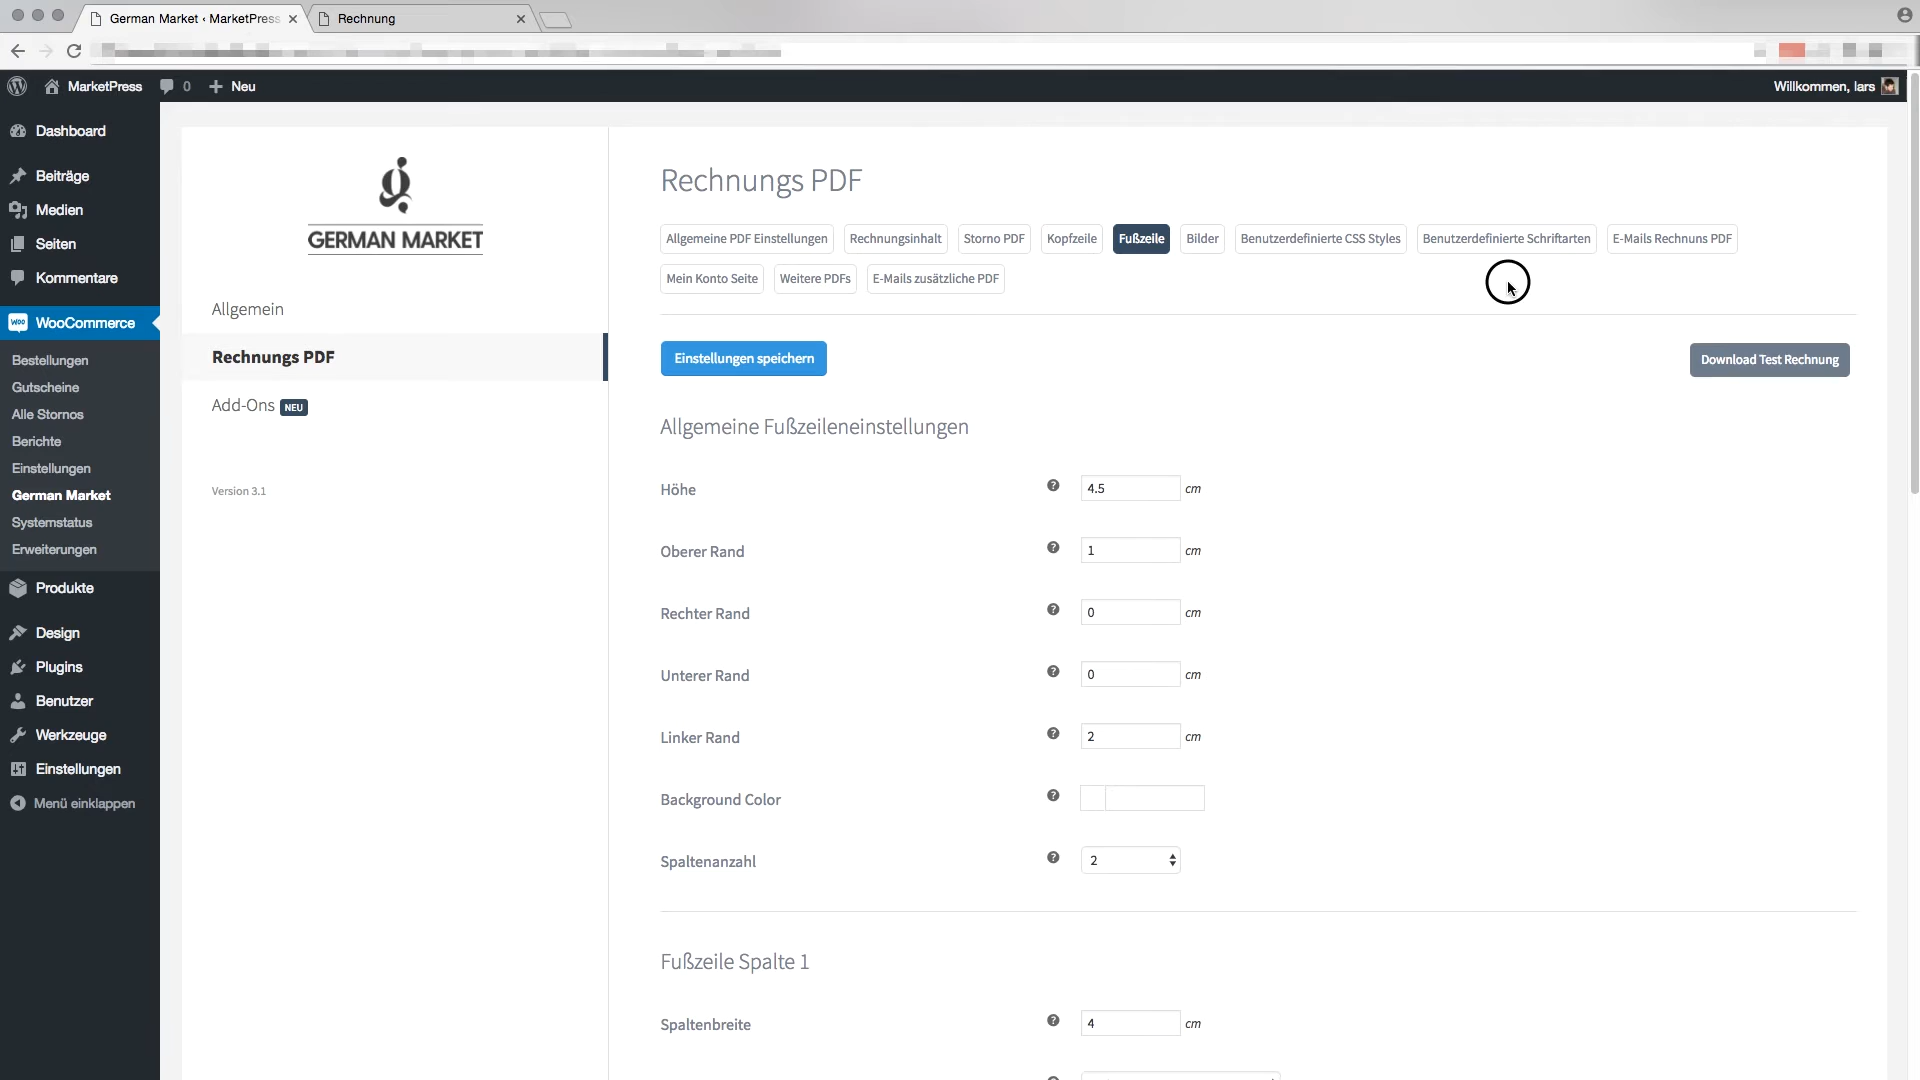 German Market ‹ MarketPress
Rechnung
MarketPress
0
Neu
Willkommen, lars
Dashboard
Beiträge
Medien
Seiten
Kommentare
WooCommerce
Bestellungen
Gutscheine
Alle Stornos
Berichte
Einstellungen
German Market
Systemstatus
Erweiterungen
Produkte
Design
Plugins
Benutzer
Werkzeuge
Einstellungen
Menü einklappen
GERMAN MARKET
Allgemein
Rechnungs PDF
Add-Ons NEU
Version 3.1
Rechnungs PDF
Allgemeine PDF Einstellungen Rechnungsinhalt Storno PDF Kopfzeile Fußzeile Bilder Benutzerdefinierte CSS Styles Benutzerdefinierte Schriftarten E-Mails Rechnuns PDF
Mein Konto Seite Weitere PDFs E-Mails zusätzliche PDF
Einstellungen speichern
Download Test Rechnung
Allgemeine Fußzeileneinstellungen
Höhe ? 4.5 cm
Oberer Rand ? 1 cm
Rechter Rand ? 0 cm
Unterer Rand ? 0 cm
Linker Rand ? 2 cm
Background Color ?
Spaltenanzahl ? 2
Fußzeile Spalte 1
Spaltenbreite ? 4 cm